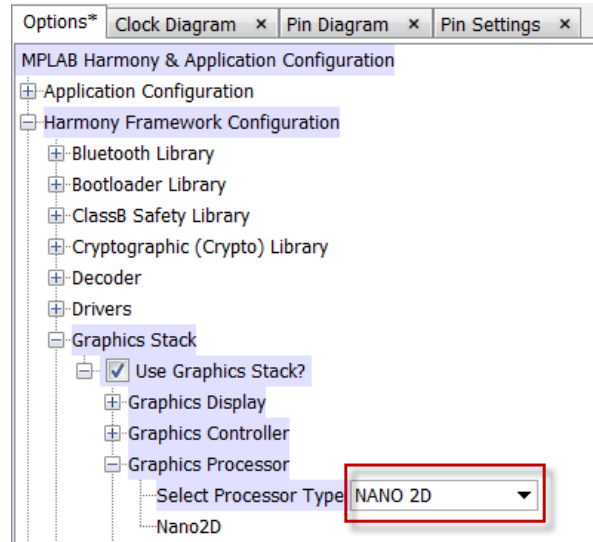 Options* Clock Diagram × Pin Diagram × Pin Settings ×
MPLAB Harmony & Application Configuration
Application Configuration
Harmony Framework Configuration
Bluetooth Library
Bootloader Library
ClassB Safety Library
Cryptographic (Crypto) Library
Decoder
Drivers
Graphics Stack
Use Graphics Stack?
Graphics Display
Graphics Controller
Graphics Processor
Select Processor Type NANO 2D
Nano2D